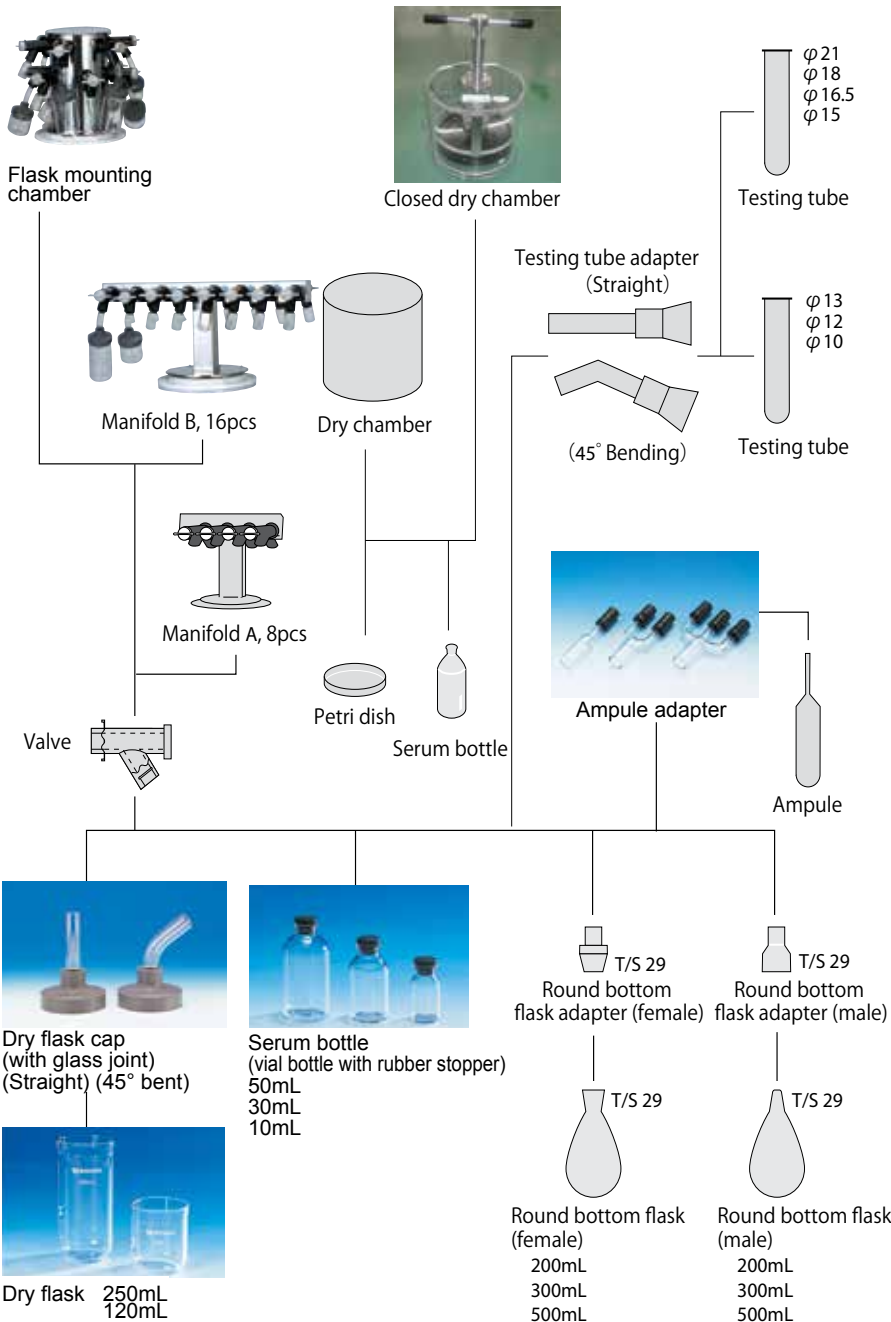 Flask mounting
chamber
Closed dry chamber
φ21
φ18
φ16.5
φ15
Testing tube
Testing tube adapter
(Straight)
(45° Bending)
φ13
φ12
φ10
Testing tube
Manifold B, 16pcs
Dry chamber
Manifold A, 8pcs
Petri dish
Serum bottle
Ampule adapter
Ampule
Valve
Dry flask cap
(with glass joint)
(Straight) (45° bent)
Serum bottle
(vial bottle with rubber stopper)
50mL
30mL
10mL
T/S 29
Round bottom
flask adapter (female)
T/S 29
Round bottom
flask adapter (male)
T/S 29
Round bottom flask
(female)
200mL
300mL
500mL
T/S 29
Round bottom flask
(male)
200mL
300mL
500mL
Dry flask 250mL
120mL